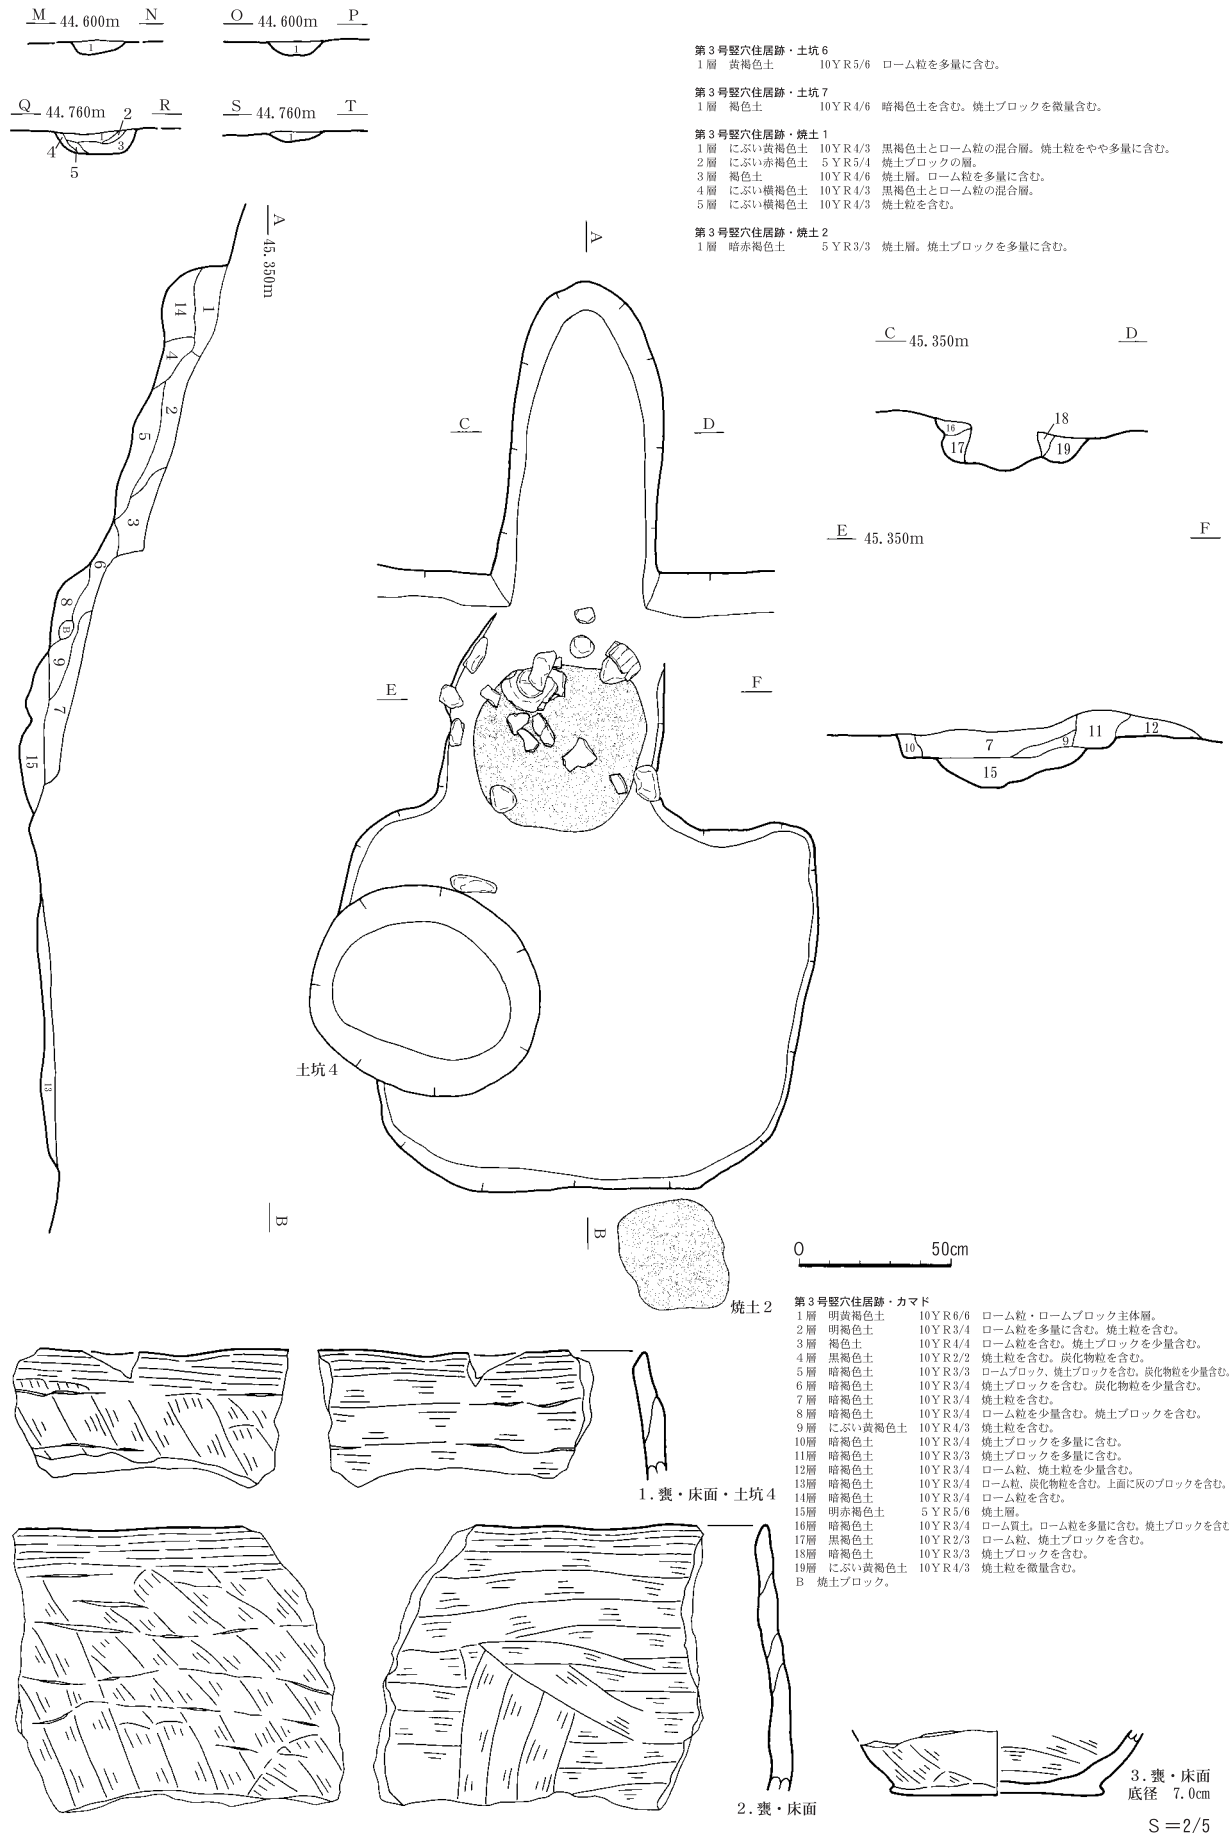 M 44.600m N
O 44.600m P
1
1
Q 44.760m R
S 44.760m T
2
1
3
4
5
1
第3号竪穴住居跡・土坑6
1層 黄褐色土 10YR5/6 ローム粒を多量に含む。
第3号竪穴住居跡・土坑7
1層 褐色土 10YR4/6 暗褐色土を含む。焼土ブロックを微量含む。
第3号竪穴住居跡・焼土1
1層 にぶい黄褐色土 10YR4/3 黒褐色土とローム粒の混合層。焼土粒をやや多量に含む。
2層 にぶい赤褐色土 5YR5/4 焼土ブロックの層。
3層 褐色土 10YR4/6 焼土層。ローム粒を多量に含む。
4層 にぶい横褐色土 10YR4/3 黒褐色土とローム粒の混合層。
5層 にぶい横褐色土 10YR4/3 焼土粒を含む。
第3号竪穴住居跡・焼土2
1層 暗赤褐色土 5YR3/3 焼土層。焼土ブロックを多量に含む。
A 45.350m
1
14
4
2
5
3
6
8
B
9
7
15
13
B
A
C
D
E
F
土坑4
B
焼土2
C 45.350m D
16
17
18
19
E 45.350m F
10
7
9
11
12
15
0 50cm
第3号竪穴住居跡・カマド
1層 明黄褐色土 10YR6/6 ローム粒・ロームブロック主体層。
2層 明褐色土 10YR3/4 ローム粒を多量に含む。焼土粒を含む。
3層 褐色土 10YR4/4 ローム粒を含む。焼土ブロックを少量含む。
4層 黒褐色土 10YR2/2 焼土粒を含む。炭化物粒を含む。
5層 暗褐色土 10YR3/3 ロームブロック、焼土ブロックを含む。炭化物粒を少量含む。
6層 暗褐色土 10YR3/4 焼土ブロックを含む。炭化物粒を少量含む。
7層 暗褐色土 10YR3/4 焼土粒を含む。
8層 暗褐色土 10YR3/4 ローム粒を少量含む。焼土ブロックを含む。
9層 にぶい黄褐色土 10YR4/3 焼土粒を含む。
10層 暗褐色土 10YR3/4 焼土ブロックを多量に含む。
11層 暗褐色土 10YR3/3 焼土ブロックを多量に含む。
12層 暗褐色土 10YR3/4 ローム粒、焼土粒を少量含む。
13層 暗褐色土 10YR3/4 ローム粒、炭化物粒を含む。上面に灰のブロックを含む。
14層 暗褐色土 10YR3/4 ローム粒を含む。
15層 明赤褐色土 5YR5/6 焼土層。
16層 暗褐色土 10YR3/4 ローム質土。ローム粒を多量に含む。焼土ブロックを含む
17層 黒褐色土 10YR2/3 ローム粒、焼土ブロックを含む。
18層 暗褐色土 10YR3/3 焼土ブロックを含む。
19層 にぶい黄褐色土 10YR4/3 焼土粒を微量含む。
B 焼土ブロック。
1.甕・床面・土坑4
2.甕・床面
3.甕・床面
底径 7.0cm
S=2/5